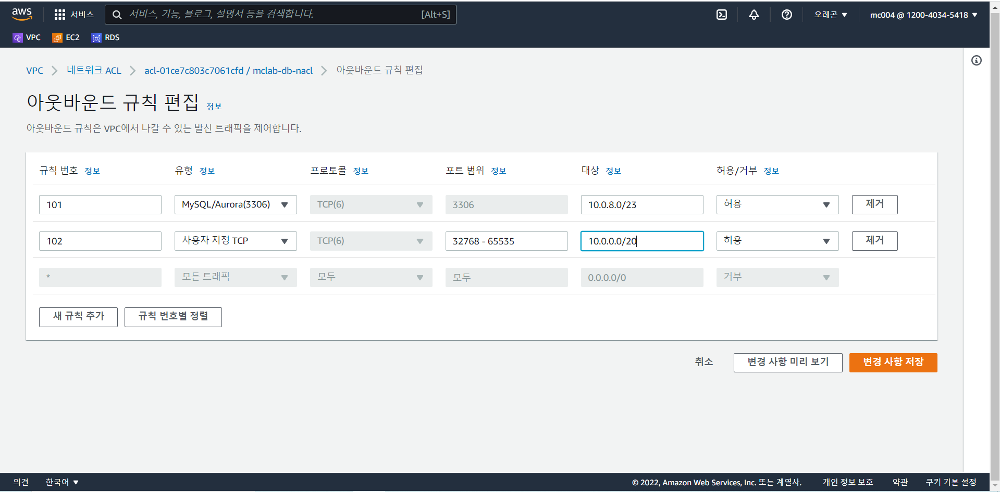 aws 서비스 서비스, 기능, 블로그, 설명서 등을 검색합니다. [Alt+S] 오레곤 ▼ mc004 @ 1200-4034-5418 ▼
VPC EC2 RDS
VPC > 네트워크 ACL > acl-01ce7c803c7061cfd / mclab-db-nacl > 아웃바운드 규칙 편집
아웃바운드 규칙 편집 정보
아웃바운드 규칙은 VPC에서 나갈 수 있는 발신 트래픽을 제어합니다.
규칙 번호 정보 유형 정보 프로토콜 정보 포트 범위 정보 대상 정보 허용/거부 정보
101 MySQL/Aurora(3306) TCP(6) 3306 10.0.8.0/23 허용 제거
102 사용자 지정 TCP TCP(6) 32768 - 65535 10.0.0.0/20 허용 제거
* 모든 트래픽 모두 모두 0.0.0.0/0 거부
새 규칙 추가 규칙 번호별 정렬
취소 변경 사항 미리 보기 변경 사항 저장
의견 한국어 ▼ © 2022, Amazon Web Services, Inc. 또는 계열사. 개인 정보 보호 약관 쿠키 기본 설정